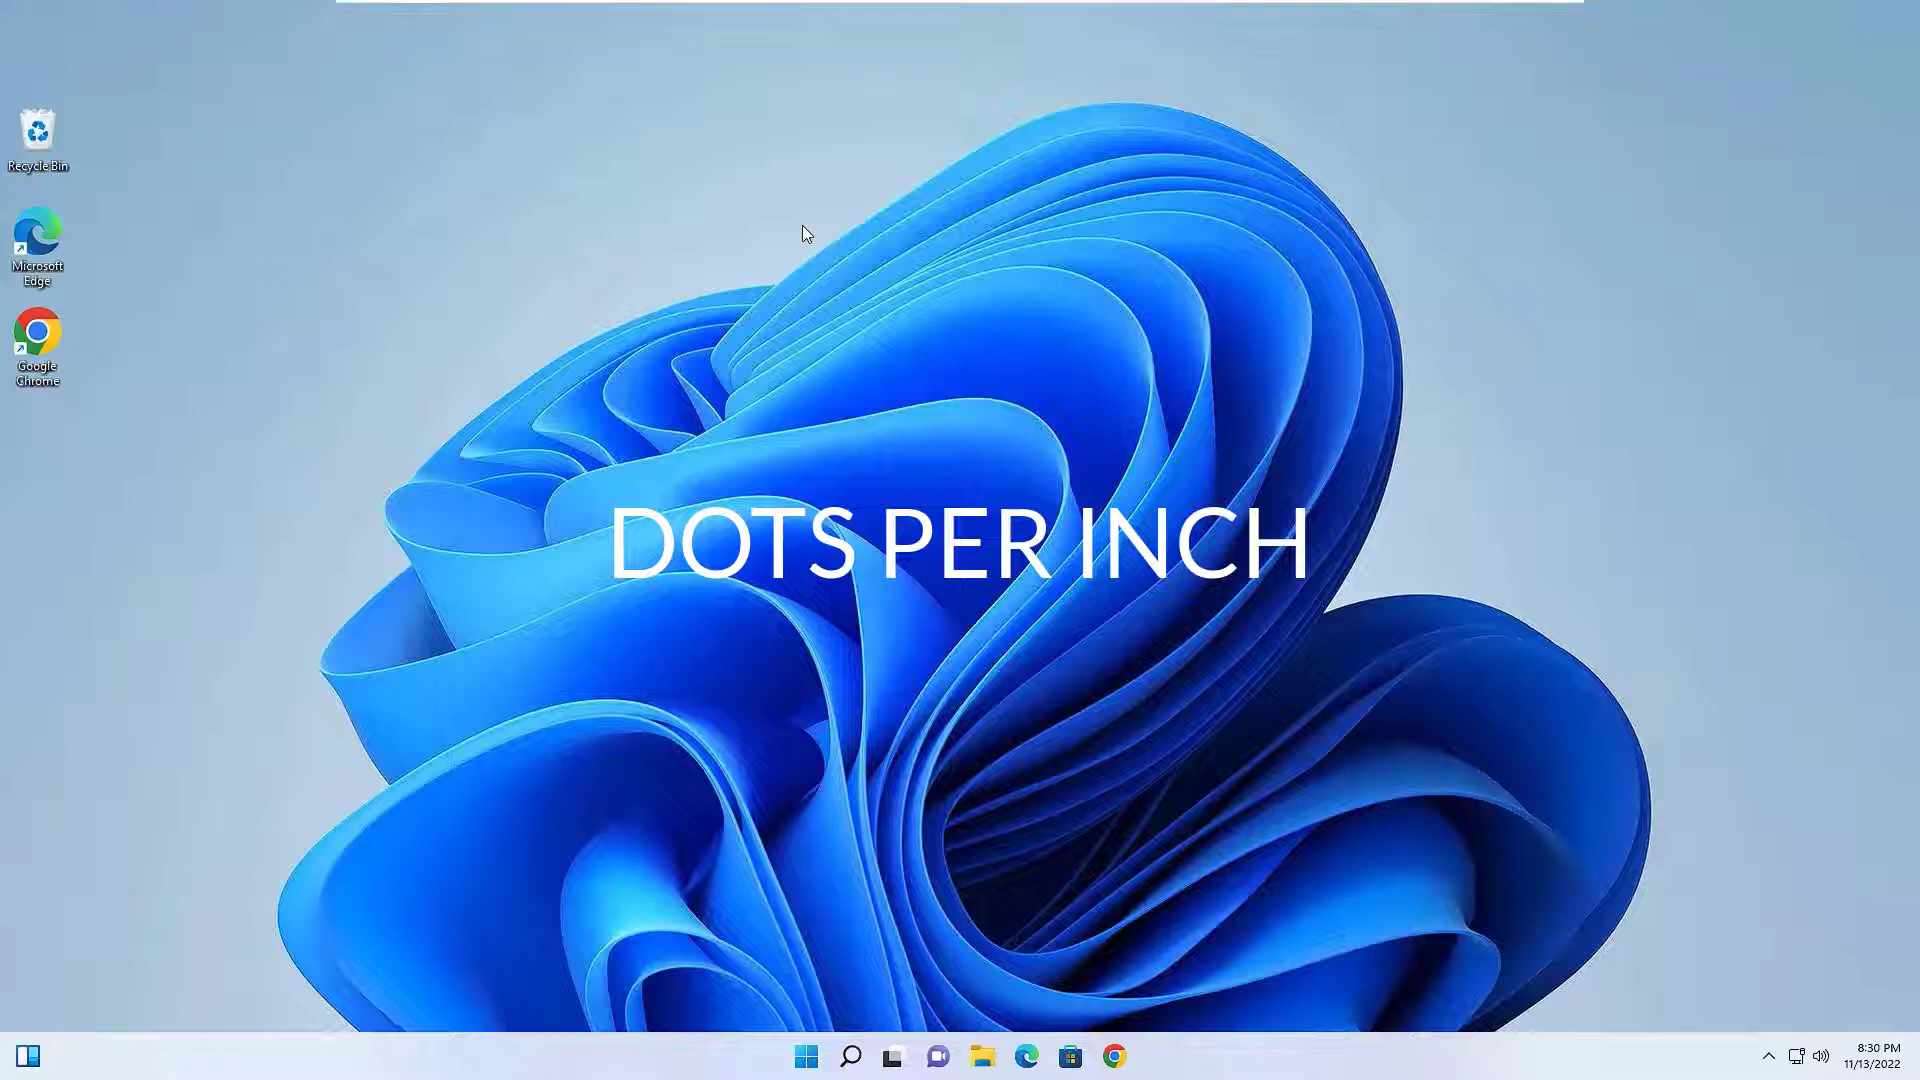 Recycle Bin
Microsoft
Edge
Google
Chrome
DOTS PER INCH
8:30 PM
11/13/2022